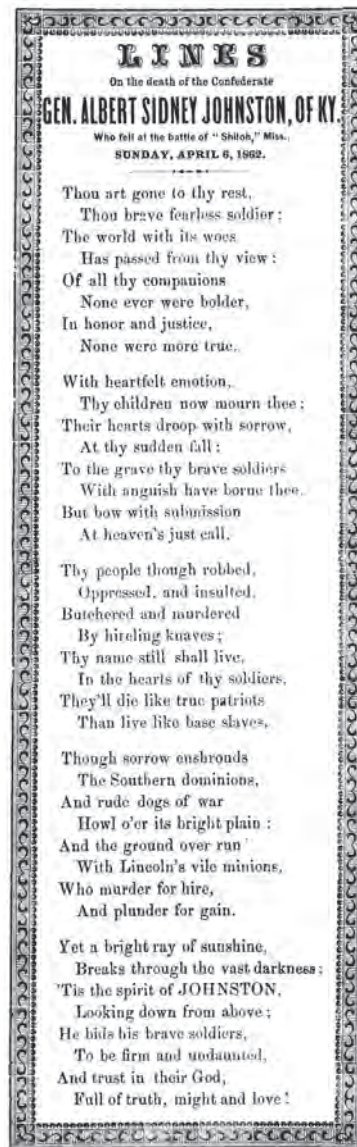 LINES
On the death of the Confederate
GEN. ALBERT SIDNEY JOHNSTON, OF KY.
Who fell at the battle of "Shiloh," Miss.,
SUNDAY, APRIL 6, 1862.
Thou art gone to thy rest,
Thou brave fearless soldier;
The world with its woes
Has passed from thy view:
Of all thy companions
None ever were bolder,
In honor and justice,
None were more true.
With heartfelt emotion,
Thy children now mourn thee;
Their hearts droop with sorrow,
At thy sudden fall:
To the grave thy brave soldiers
With anguish have borne thee,
But bow with submission
At heaven's just call.
Thy people though robbed,
Oppressed, and insulted,
Butchered and murdered
By hireling knaves;
Thy name still shall live,
In the hearts of thy soldiers,
They'll die like true patriots
Than live like base slaves.
Though sorrow enshrouds
The Southern dominions,
And rude dogs of war
Howl o'er its bright plain:
And the ground over run
With Lincoln's vile minions,
Who murder for hire,
And plunder for gain.
Yet a bright ray of sunshine,
Breaks through the vast darkness;
'Tis the spirit of JOHNSTON,
Looking down from above;
He bids his brave soldiers,
To be firm and undaunted,
And trust in their God,
Full of truth, might and love!